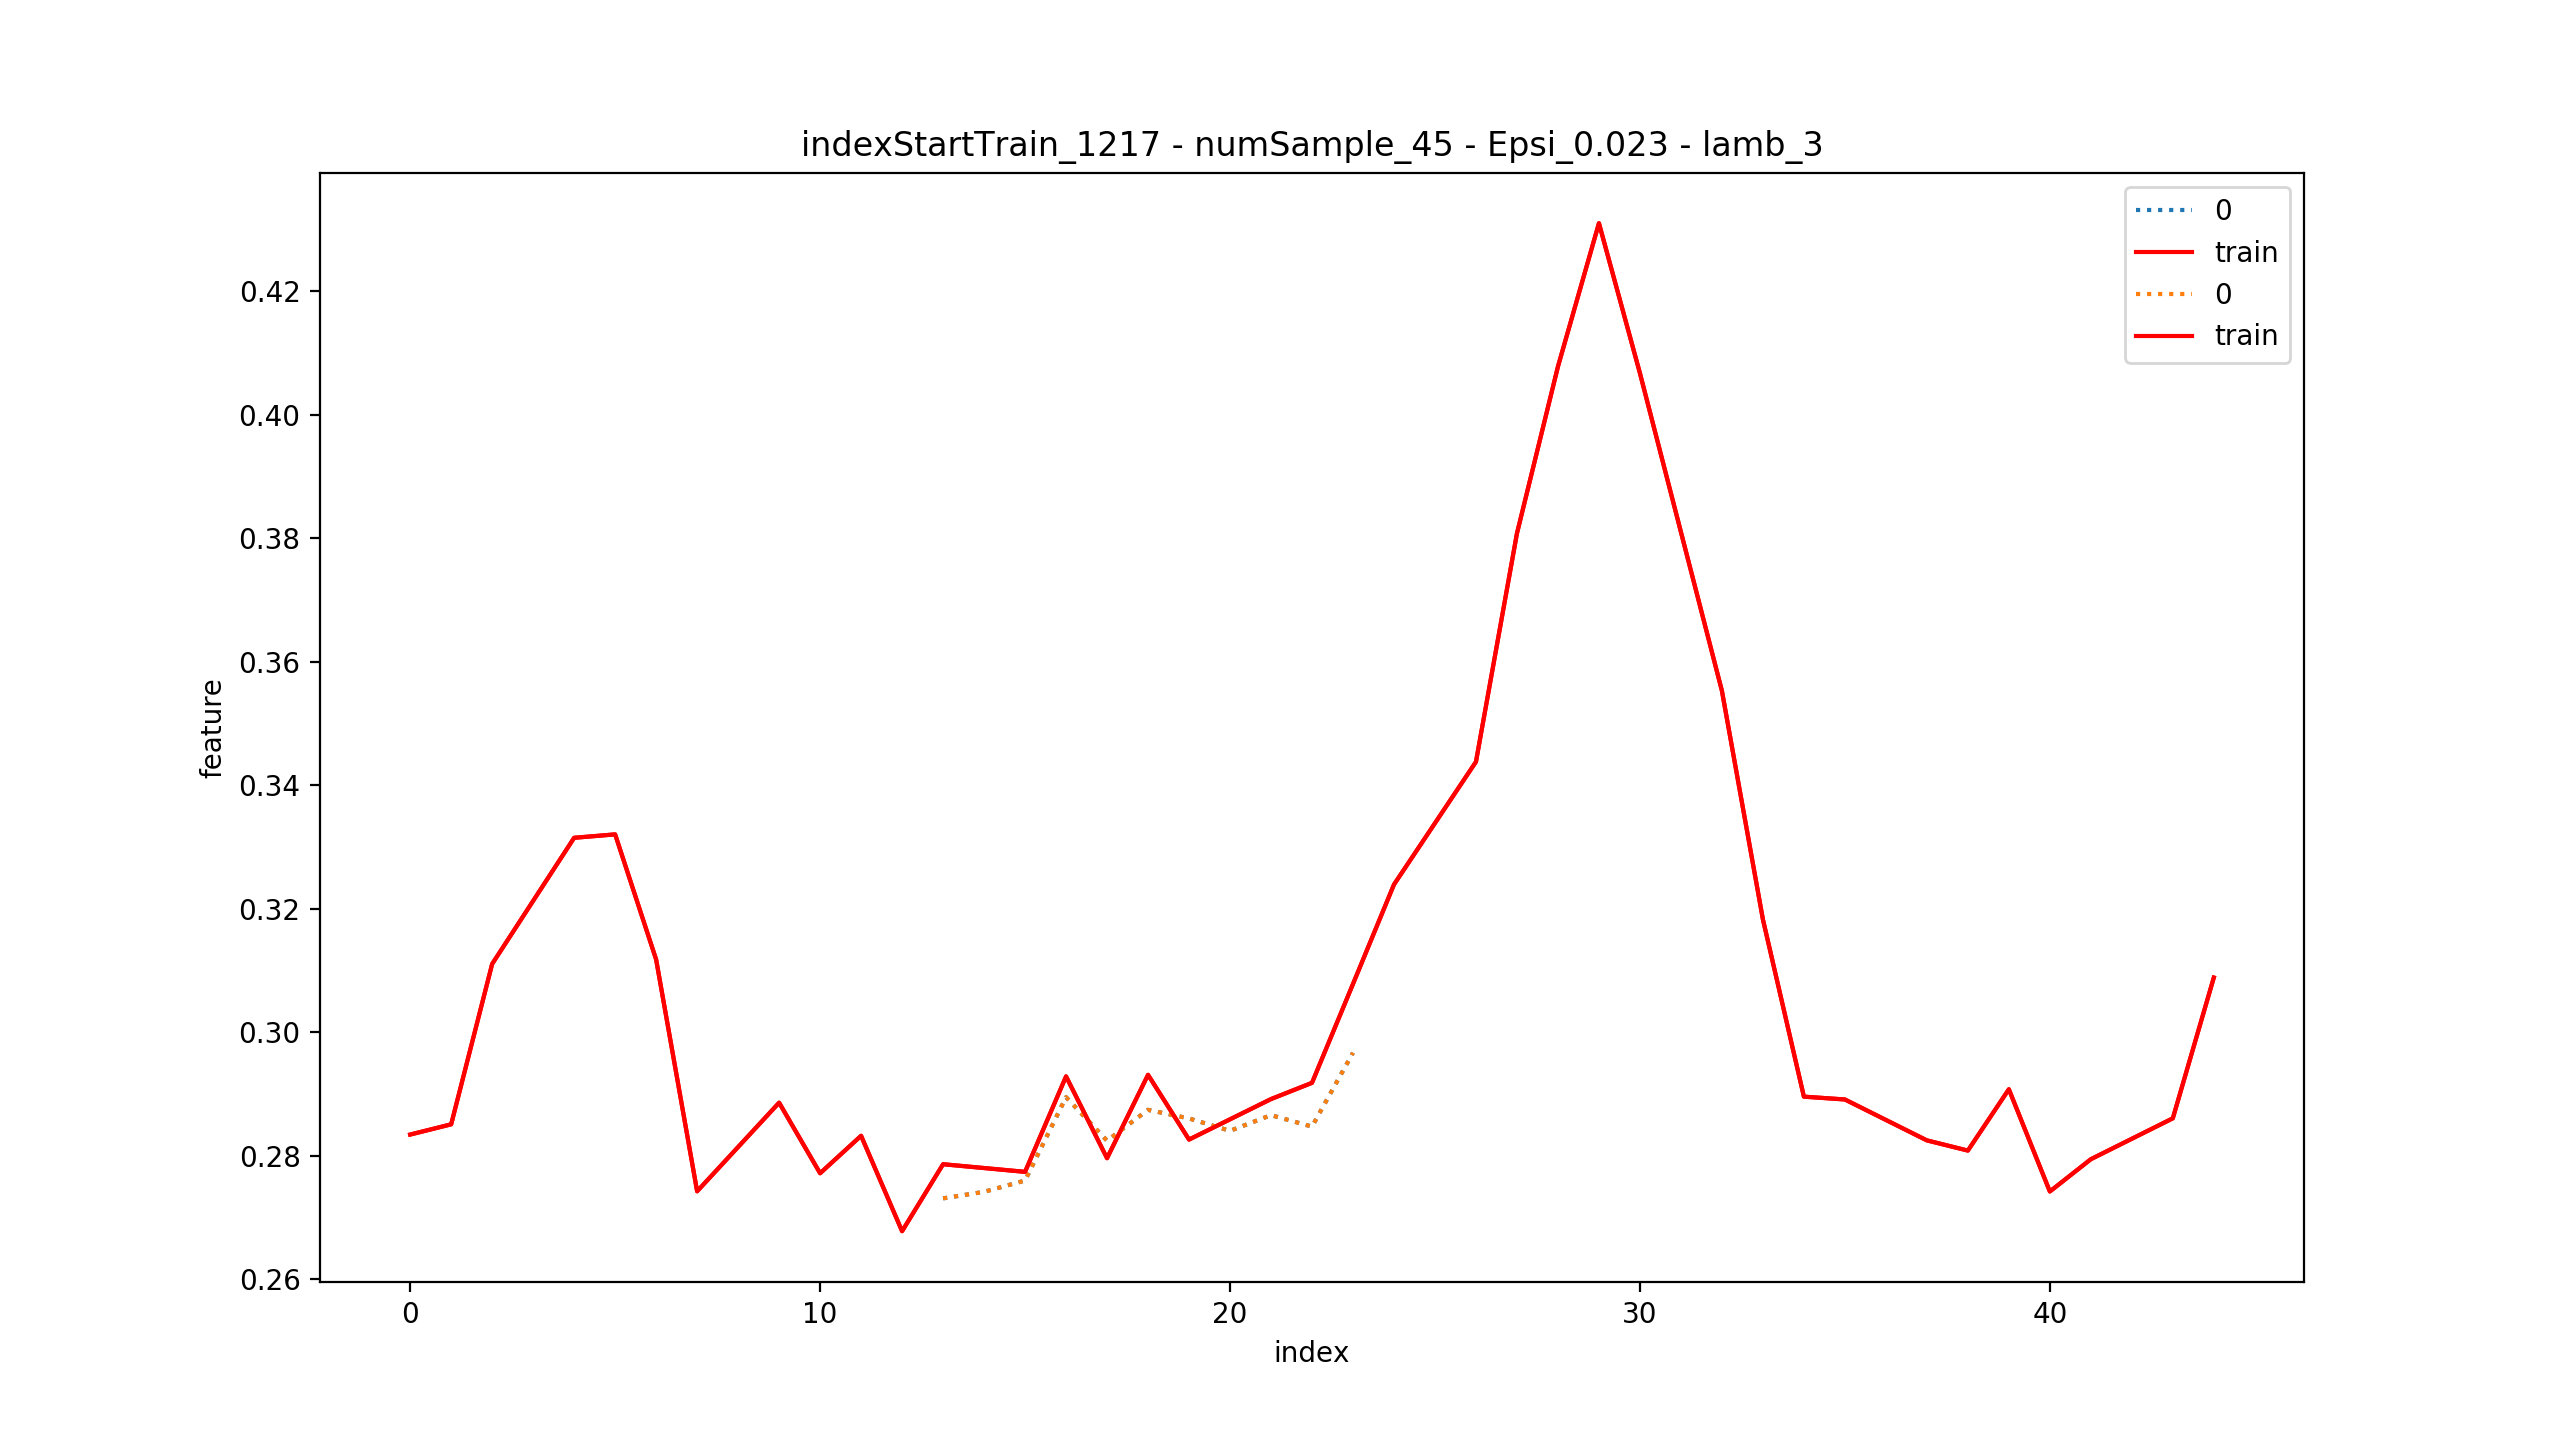 indexStartTrain_1217 - numSample_45 - Epsi_0.023 - lamb_3
0
train
0
train
0.42
0.40
0.38
0.36
0.34
0.32
0.30
0.28
0.26
feature
0 10 20 30 40
index